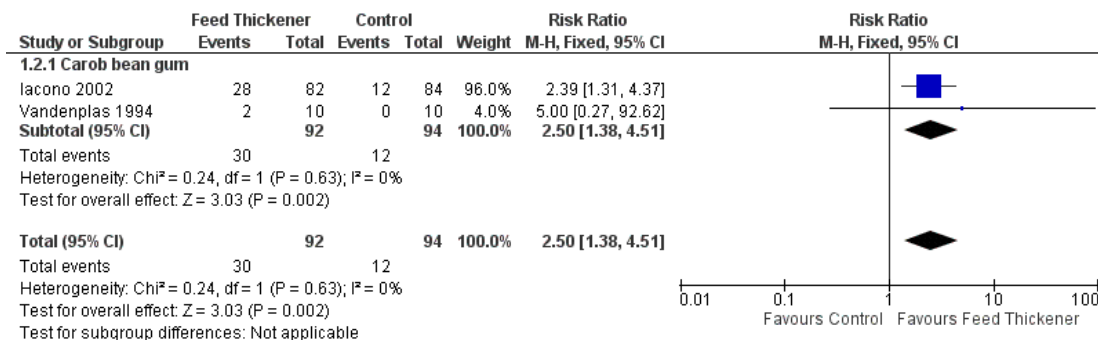 Feed Thickener Control Risk Ratio Risk Ratio
Study or Subgroup Events Total Events Total Weight M-H, Fixed, 95% CI M-H, Fixed, 95% CI
1.2.1 Carob bean gum
Iacono 2002 28 82 12 84 96.0% 2.39 [1.31, 4.37]
Vandenplas 1994 2 10 0 10 4.0% 5.00 [0.27, 92.62]
Subtotal (95% CI) 92 94 100.0% 2.50 [1.38, 4.51]
Total events 30 12
Heterogeneity: Chi² = 0.24, df = 1 (P = 0.63); I² = 0%
Test for overall effect: Z = 3.03 (P = 0.002)
Total (95% CI) 92 94 100.0% 2.50 [1.38, 4.51]
Total events 30 12
Heterogeneity: Chi² = 0.24, df = 1 (P = 0.63); I² = 0%
Test for overall effect: Z = 3.03 (P = 0.002)
Test for subgroup differences: Not applicable
0.01 0.1 1 10 100
Favours Control Favours Feed Thickener